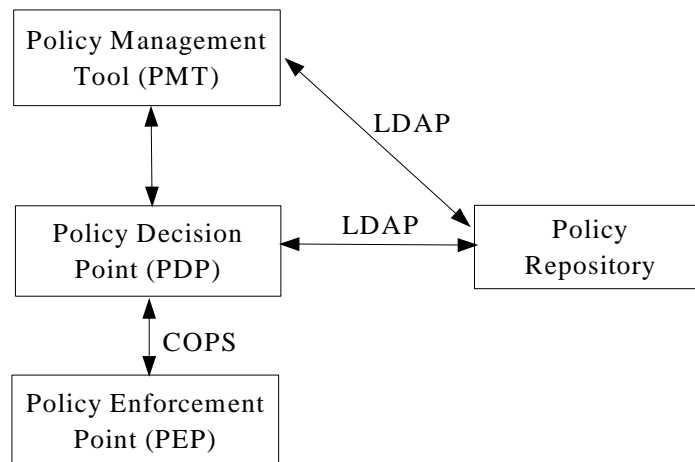 Policy Management
Tool (PMT)
LDAP
Policy Decision
Point (PDP)
LDAP
Policy
Repository
COPS
Policy Enforcement
Point (PEP)